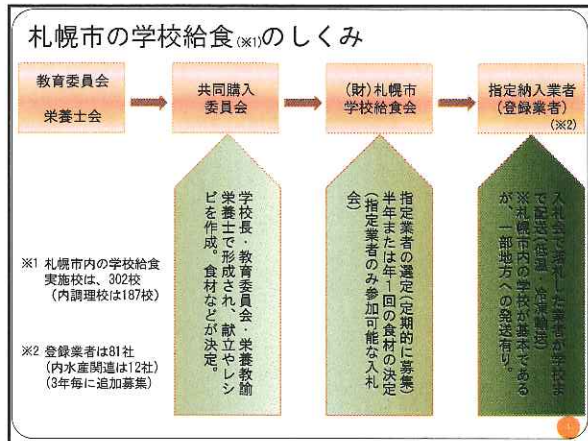 札幌市の学校給食(※1)のしくみ
教育委員会
栄養士会
共同購入
委員会
(財)札幌市
学校給食会
指定納入業者
(登録業者)
(※2)
学校長・教育委員会・栄養教諭
栄養士で形成され、献立やレシ
ピを作成。食材などが決定。
指定業者の選定(定期的に募集)
半年または年1回の食材の決定
(指定業者のみ参加可能な入札
会)
入札会で落札した業者が学校ま
で配送(低温・冷凍輸送)
※札幌市内の学校が基本である
が、一部地方への発送有り。
※1 札幌市内の学校給食
実施校は、302校
(内調理校は187校)
※2 登録業者は81社
(内水産関連は12社)
(3年毎に追加募集)